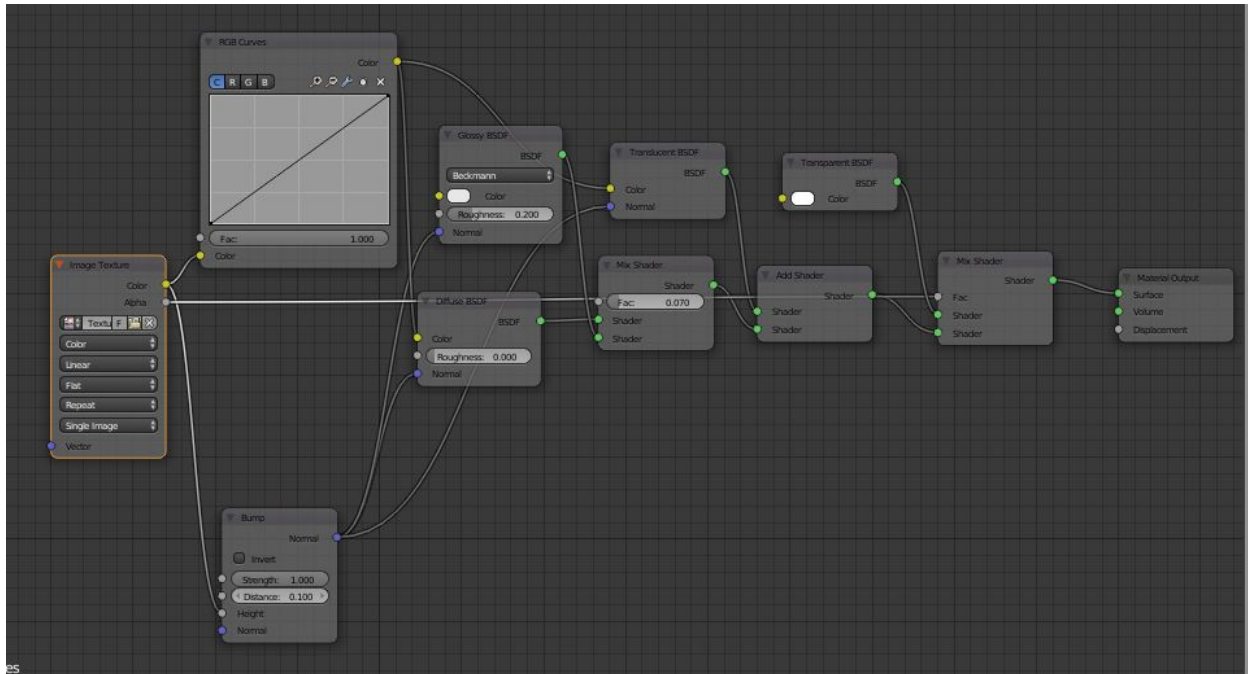 RGB Curves
Color
C R G B
Fac: 1.000
Color
Image Texture
Color
Alpha
Textu F
Color
Linear
Flat
Repeat
Single Image
Vector
Bump
Normal
Invert
Strength: 1.000
Distance: 0.100
Height
Normal
Glossy BSDF
BSDF
Beckmann
Color
Roughness: 0.200
Normal
Diffuse BSDF
BSDF
Color
Roughness: 0.000
Normal
Translucent BSDF
BSDF
Color
Normal
Mix Shader
Shader
Fac: 0.070
Shader
Shader
Transparent BSDF
BSDF
Color
Add Shader
Shader
Shader
Shader
Mix Shader
Shader
Fac
Shader
Shader
Material Output
Surface
Volume
Displacement
es